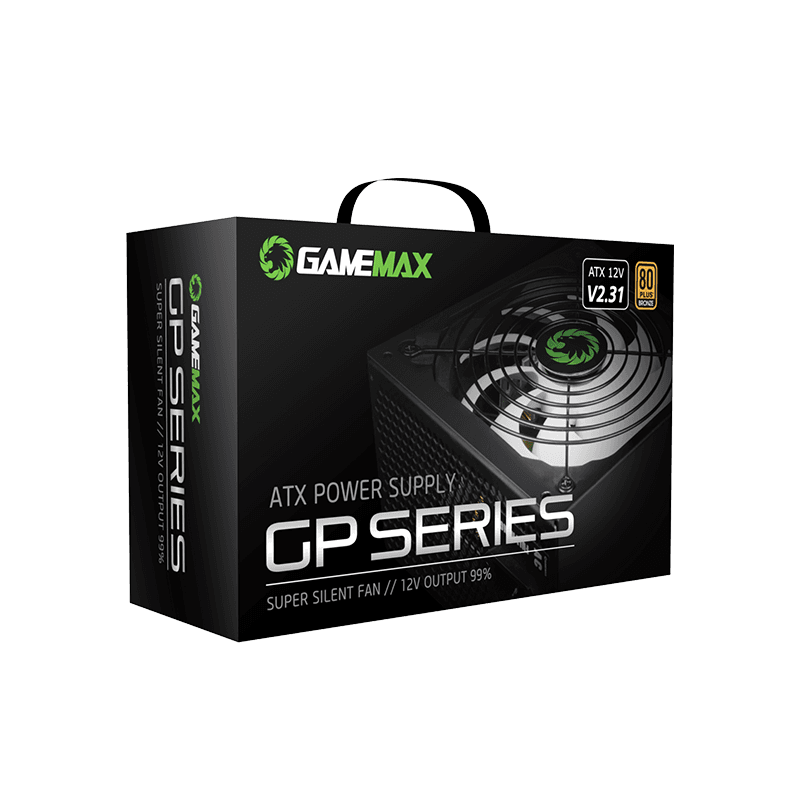 GAMEMAX
ATX 12V
V2.31
80
PLUS
BRONZE
ATX POWER SUPPLY
GP SERIES
SUPER SILENT FAN // 12V OUTPUT 99%
GAMEMAX
GP SERIES
SUPER SILENT FAN // 12V OUTPUT 99%